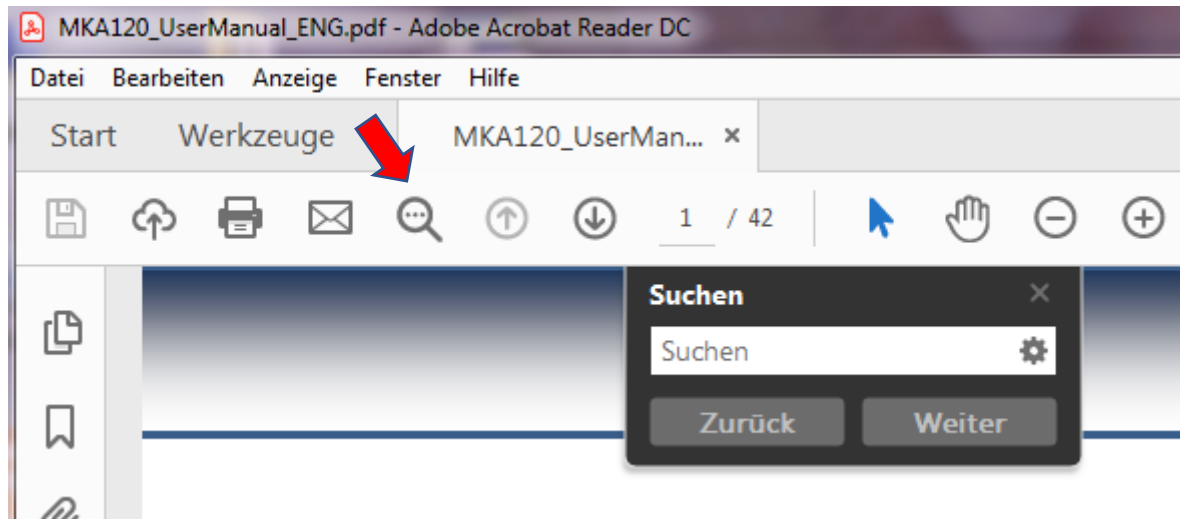 MKA120_UserManual_ENG.pdf - Adobe Acrobat Reader DC
Datei Bearbeiten Anzeige Fenster Hilfe
Start Werkzeuge MKA120_UserMan... ×
1 / 42
Suchen ×
Suchen
Zurück Weiter